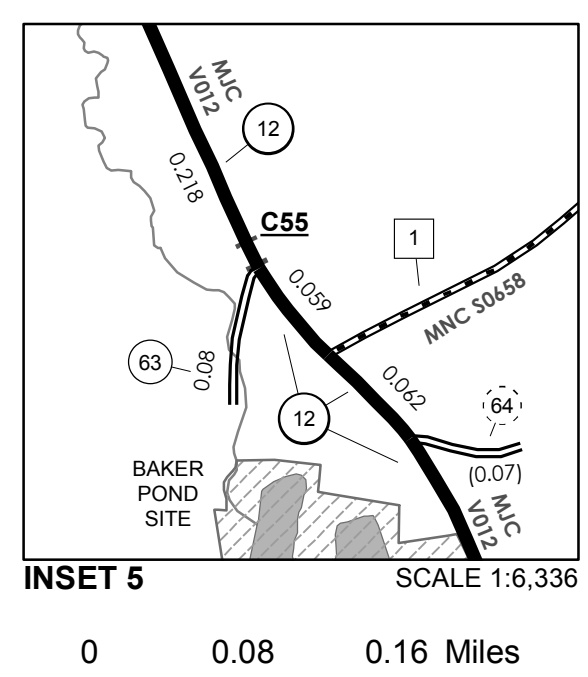 MJC
V012
12
0.218
C55
1
0.059
MNC S0658
63
0.08
0.062
12
64
(0.07)
BAKER
POND
SITE
MJC
V012
INSET 5
SCALE 1:6,336
0 0.08 0.16 Miles